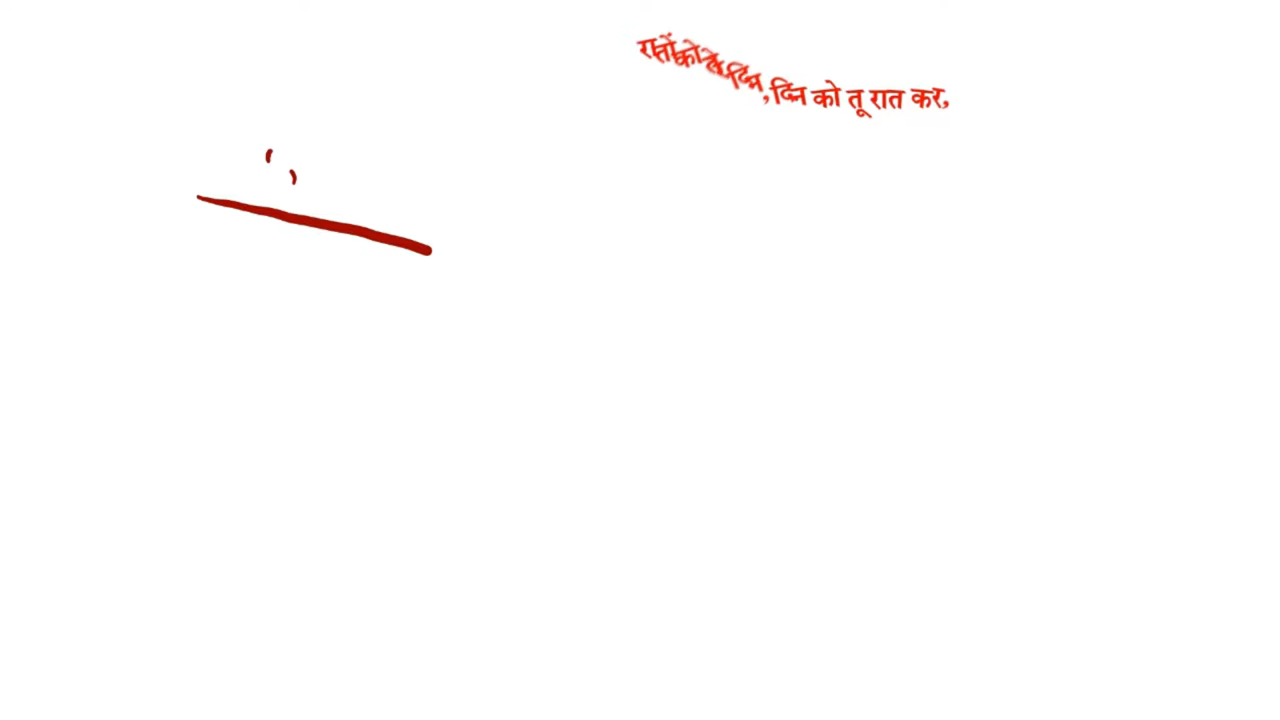 रातों को दिन, दिन को तू रात कर,